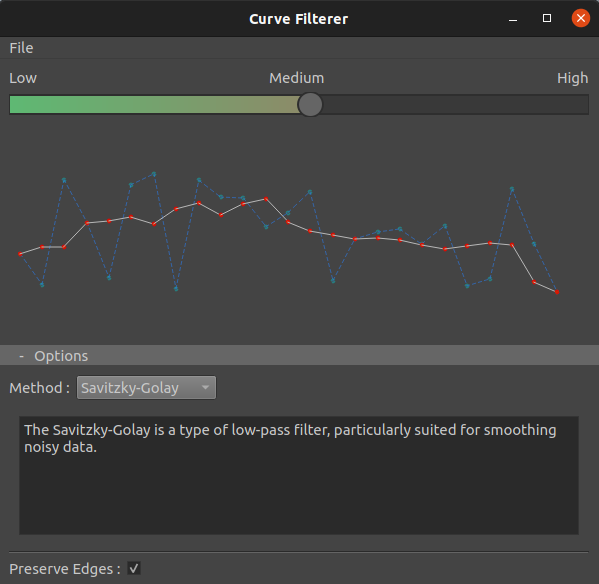 Curve Filterer
File
Low Medium High
- Options
Method : Savitzky-Golay
The Savitzky-Golay is a type of low-pass filter, particularly suited for smoothing
noisy data.
Preserve Edges :